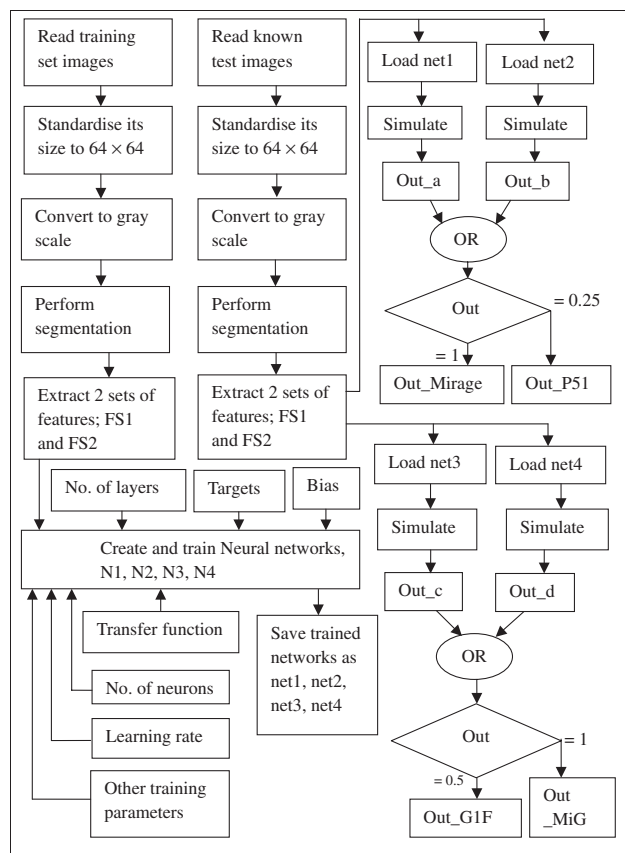 Read training
set images
Standardise its
size to 64 × 64
Convert to gray
scale
Perform
segmentation
Extract 2 sets of
features; FS1
and FS2
Read known
test images
Standardise its
size to 64 × 64
Convert to gray
scale
Perform
segmentation
Extract 2 sets of
features; FS1
and FS2
No. of layers
Targets
Bias
Create and train Neural networks,
N1, N2, N3, N4
Transfer function
No. of neurons
Learning rate
Other training
parameters
Save trained
networks as
net1, net2,
net3, net4
Load net1
Load net2
Simulate
Simulate
Out_a
Out_b
OR
Out
= 0.25
= 1
Out_Mirage
Out_P51
Load net3
Load net4
Simulate
Simulate
Out_c
Out_d
OR
Out
= 1
= 0.5
Out_G1F
Out
_MiG